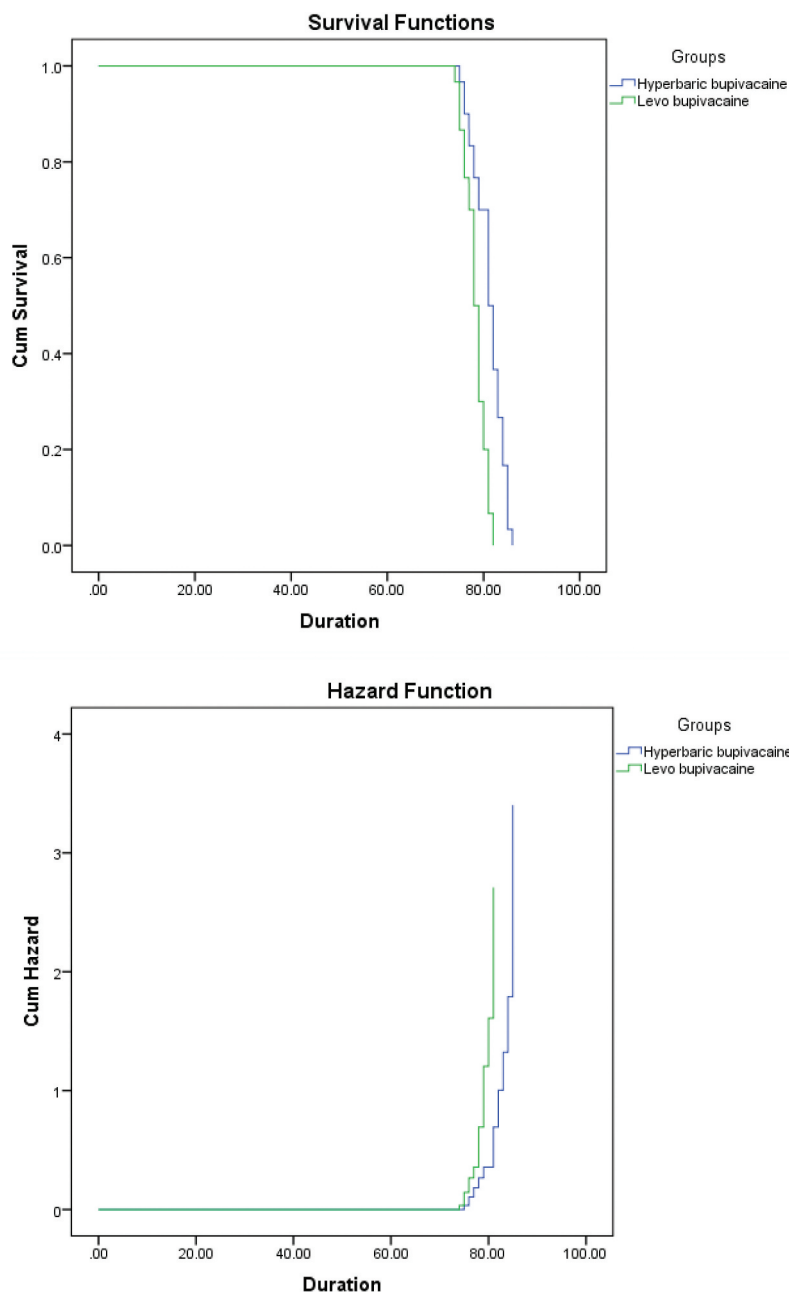 Survival Functions
Groups
Hyperbaric bupivacaine
Levo bupivacaine
Cum Survival
1.0
0.8
0.6
0.4
0.2
0.0
.00 20.00 40.00 60.00 80.00 100.00
Duration
Hazard Function
Groups
Hyperbaric bupivacaine
Levo bupivacaine
Cum Hazard
4
3
2
1
0
.00 20.00 40.00 60.00 80.00 100.00
Duration